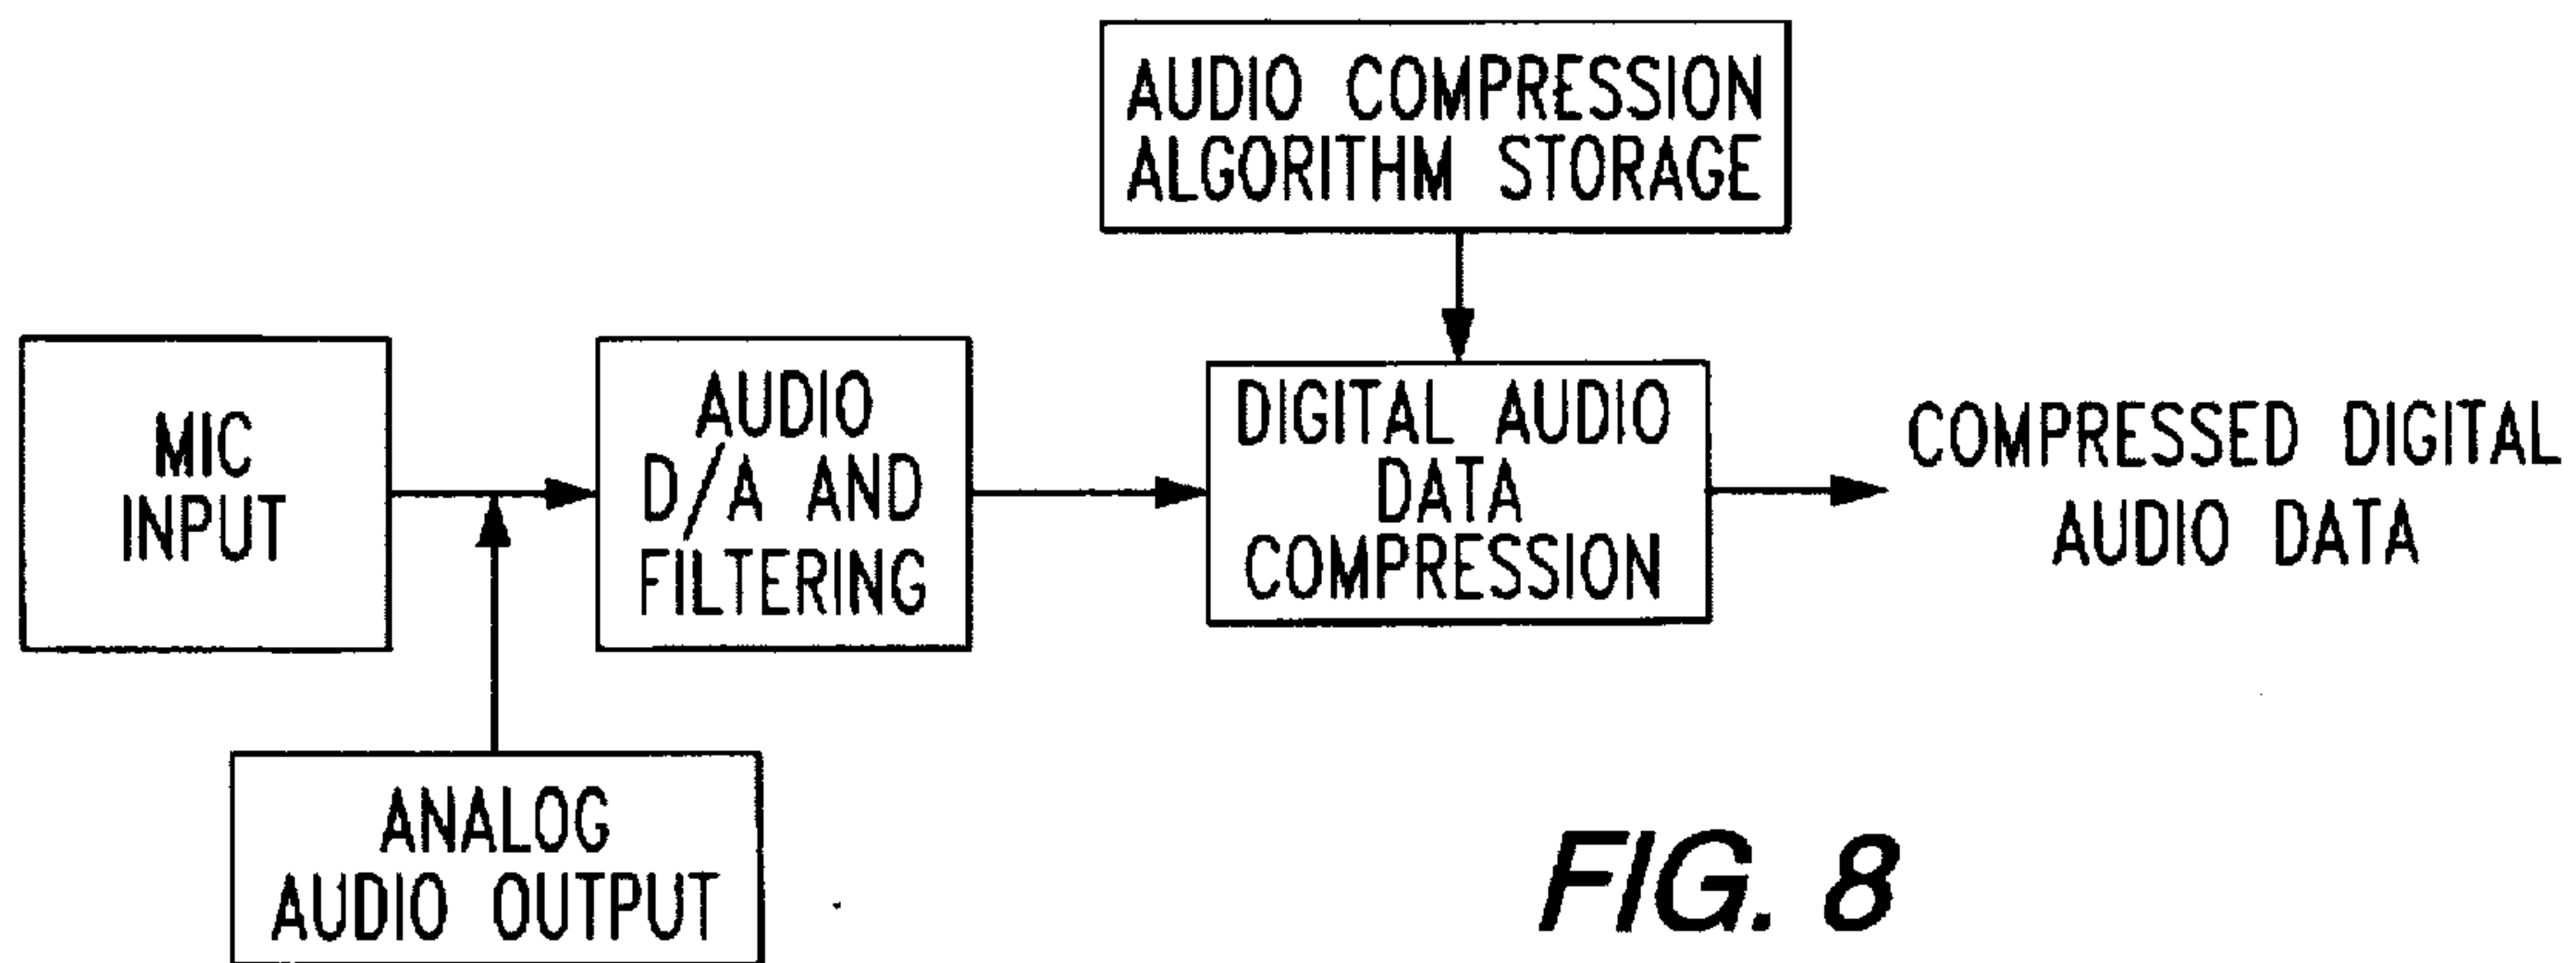 AUDIO COMPRESSION
ALGORITHM STORAGE
MIC
INPUT
AUDIO
D/A AND
FILTERING
DIGITAL AUDIO
DATA
COMPRESSION
COMPRESSED DIGITAL
AUDIO DATA
ANALOG
AUDIO OUTPUT
FIG. 8